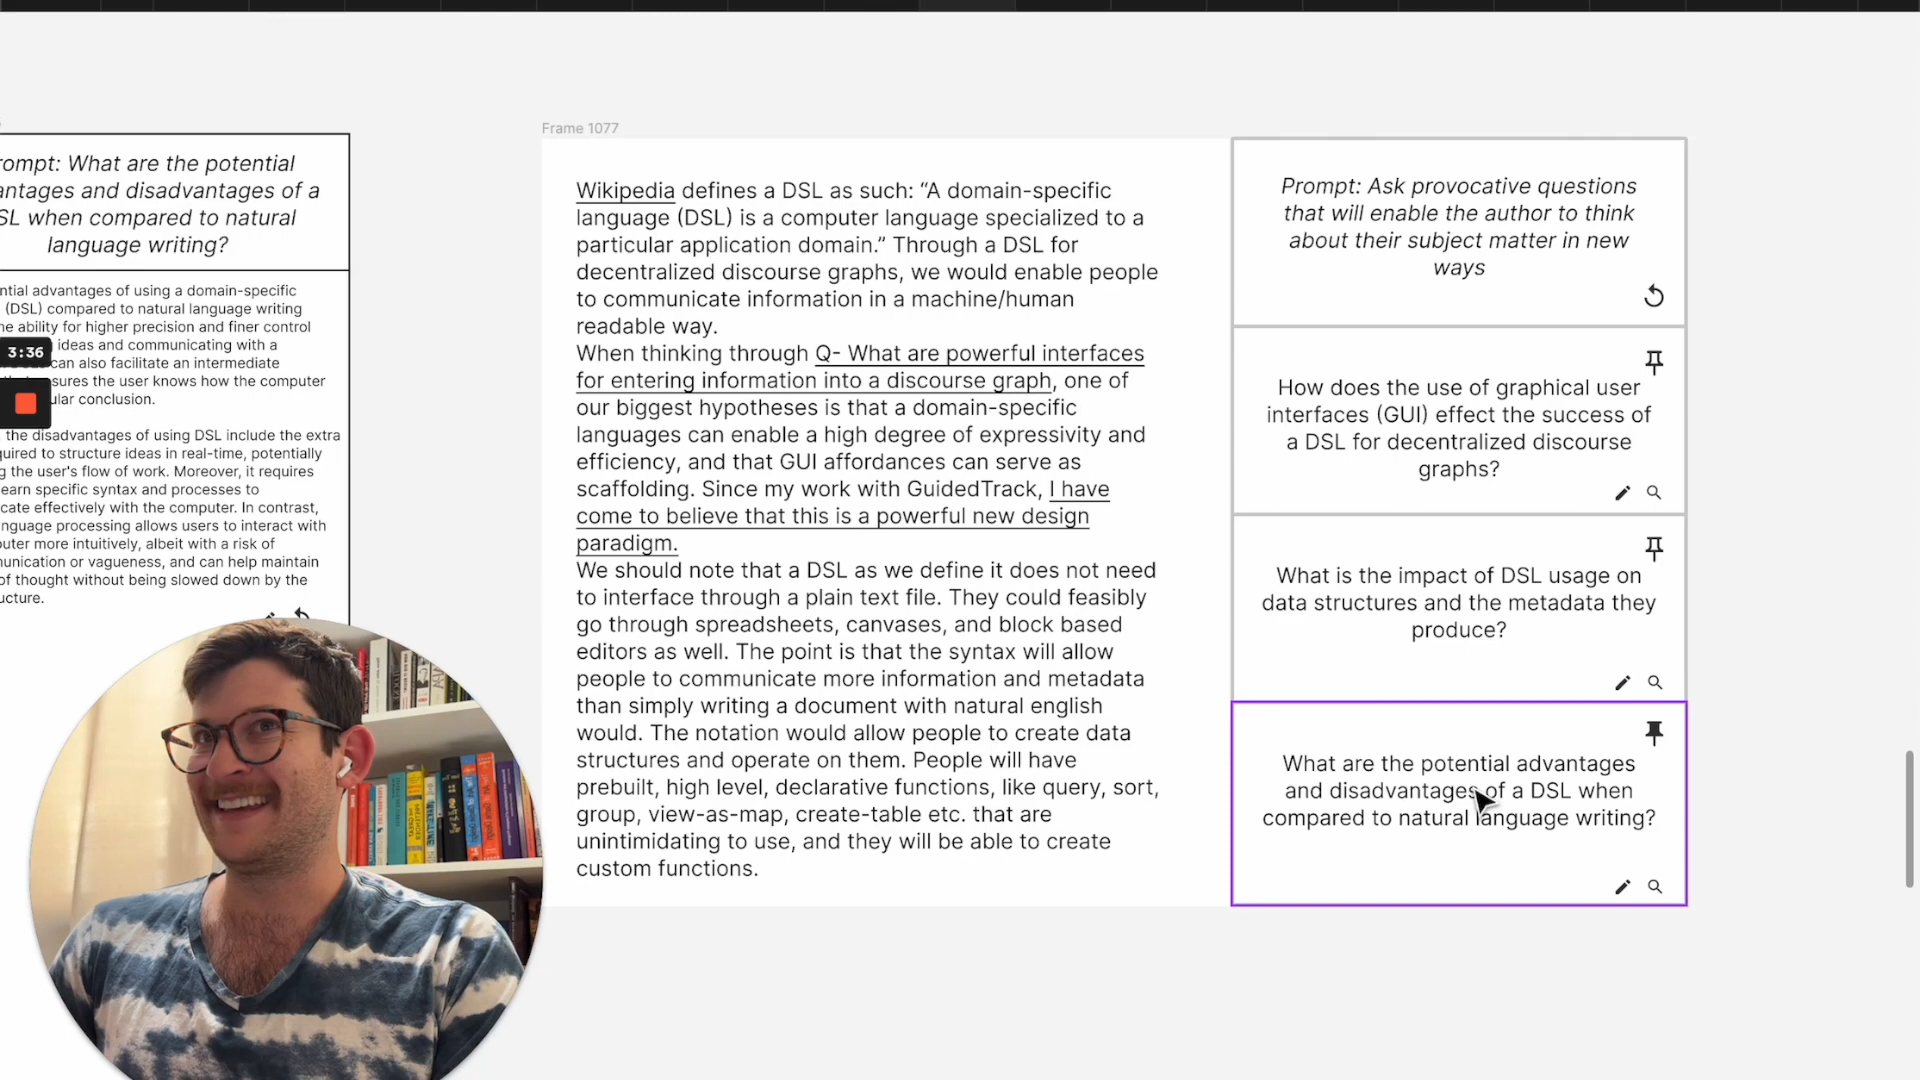 Frame 1077
rompt: What are the potential
antages and disadvantages of a
SL when compared to natural
language writing?
ntial advantages of using a domain-specific
(DSL) compared to natural language writing
ne ability for higher precision and finer control
ideas and communicating with a
can also facilitate an intermediate
sures the user knows how the computer
ular conclusion.
3:36
the disadvantages of using DSL include the extra
quired to structure ideas in real-time, potentially
g the user's flow of work. Moreover, it requires
earn specific syntax and processes to
cate effectively with the computer. In contrast,
nguage processing allows users to interact with
outer more intuitively, albeit with a risk of
nunication or vagueness, and can help maintain
of thought without being slowed down by the
ucture.
Wikipedia defines a DSL as such: “A domain-specific
language (DSL) is a computer language specialized to a
particular application domain.” Through a DSL for
decentralized discourse graphs, we would enable people
to communicate information in a machine/human
readable way.
When thinking through Q- What are powerful interfaces
for entering information into a discourse graph, one of
our biggest hypotheses is that a domain-specific
languages can enable a high degree of expressivity and
efficiency, and that GUI affordances can serve as
scaffolding. Since my work with GuidedTrack, I have
come to believe that this is a powerful new design
paradigm.
We should note that a DSL as we define it does not need
to interface through a plain text file. They could feasibly
go through spreadsheets, canvases, and block based
editors as well. The point is that the syntax will allow
people to communicate more information and metadata
than simply writing a document with natural english
would. The notation would allow people to create data
structures and operate on them. People will have
prebuilt, high level, declarative functions, like query, sort,
group, view-as-map, create-table etc. that are
unintimidating to use, and they will be able to create
custom functions.
Prompt: Ask provocative questions
that will enable the author to think
about their subject matter in new
ways
How does the use of graphical user
interfaces (GUI) effect the success of
a DSL for decentralized discourse
graphs?
What is the impact of DSL usage on
data structures and the metadata they
produce?
What are the potential advantages
and disadvantages of a DSL when
compared to natural language writing?